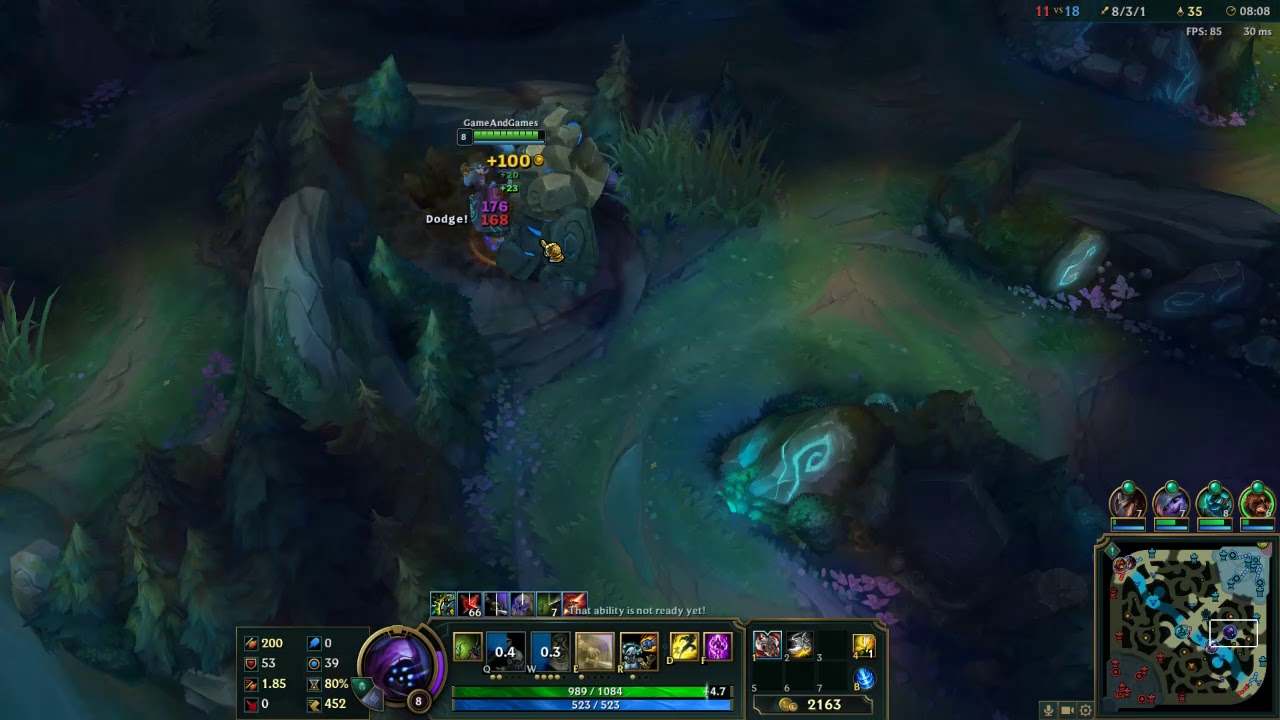 11 vs 18 8/3/1 35 08:08
FPS: 85 30 ms
GameAndGames
8
+100
+20
+23
176
Dodge! 168
7 7 8
66 7 That ability is not ready yet!
200 0
53 39
1.85 80%
0 452
8
Q 0.4 W 0.3 E R D F
989 / 1084 +4.7
523 / 523
1 2 3 4 1
5 6 7 B
2163